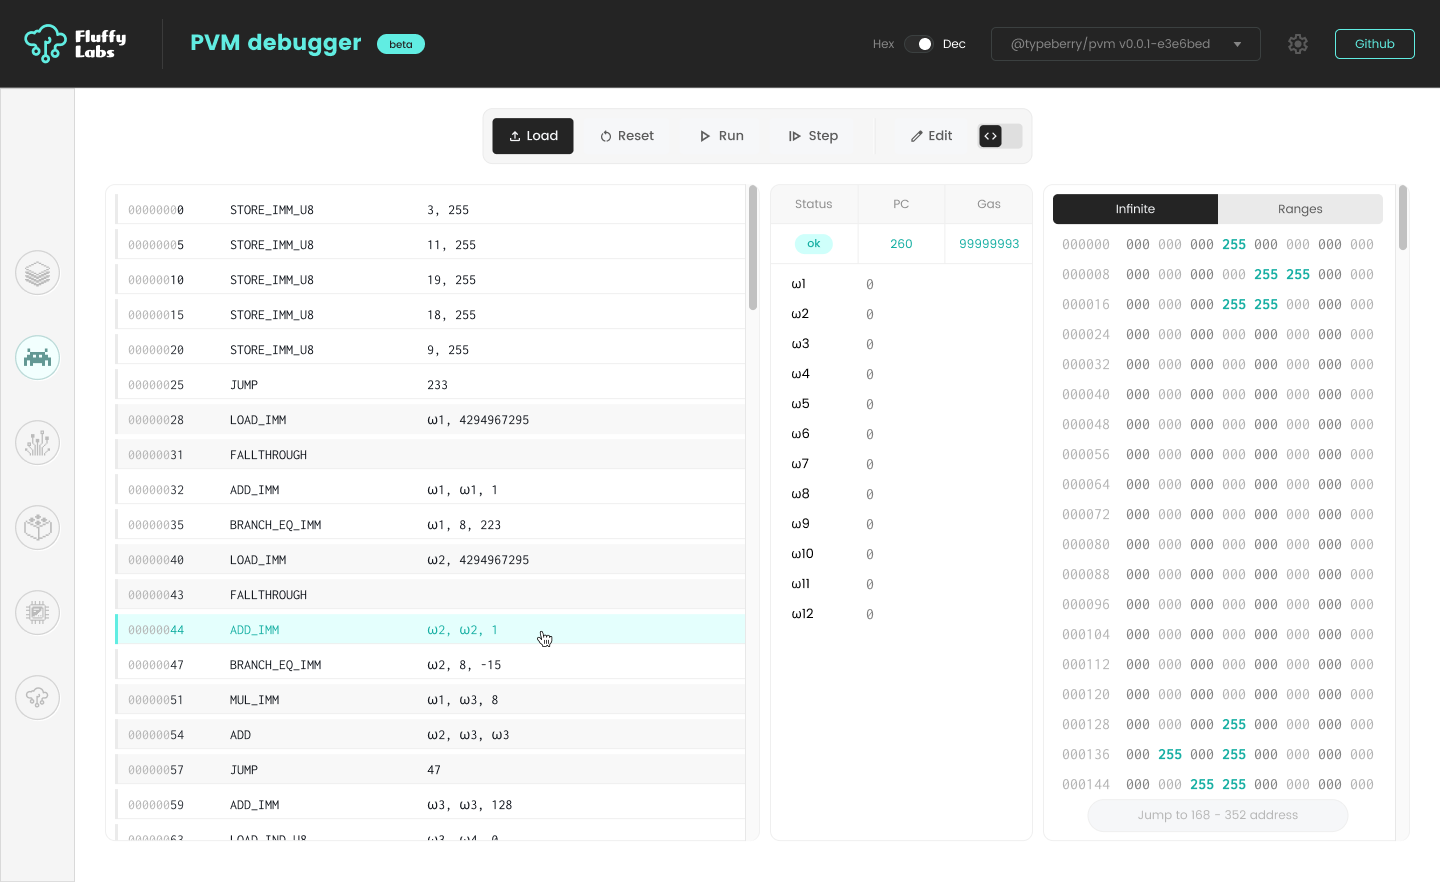 Fluffy Labs
PVM debugger beta
Hex Dec @typeberry/pvm v0.0.1-e3e6bed Github
Load Reset Run Step Edit <>
00000000 STORE_IMM_U8 3, 255
00000005 STORE_IMM_U8 11, 255
00000010 STORE_IMM_U8 19, 255
00000015 STORE_IMM_U8 18, 255
00000020 STORE_IMM_U8 9, 255
00000025 JUMP 233
00000028 LOAD_IMM ω1, 4294967295
00000031 FALLTHROUGH
00000032 ADD_IMM ω1, ω1, 1
00000035 BRANCH_EQ_IMM ω1, 8, 223
00000040 LOAD_IMM ω2, 4294967295
00000043 FALLTHROUGH
00000044 ADD_IMM ω2, ω2, 1
00000047 BRANCH_EQ_IMM ω2, 8, -15
00000051 MUL_IMM ω1, ω3, 8
00000054 ADD ω2, ω3, ω3
00000057 JUMP 47
00000059 ADD_IMM ω3, ω3, 128
00000063 LOAD_IND_U8 ω3, ω4, 0
Status PC Gas
ok 260 99999993
ω1 0
ω2 0
ω3 0
ω4 0
ω5 0
ω6 0
ω7 0
ω8 0
ω9 0
ω10 0
ω11 0
ω12 0
Infinite Ranges
000000 000 000 000 255 000 000 000 000
000008 000 000 000 000 255 255 000 000
000016 000 000 000 255 255 000 000 000
000024 000 000 000 000 000 000 000 000
000032 000 000 000 000 000 000 000 000
000040 000 000 000 000 000 000 000 000
000048 000 000 000 000 000 000 000 000
000056 000 000 000 000 000 000 000 000
000064 000 000 000 000 000 000 000 000
000072 000 000 000 000 000 000 000 000
000080 000 000 000 000 000 000 000 000
000088 000 000 000 000 000 000 000 000
000096 000 000 000 000 000 000 000 000
000104 000 000 000 000 000 000 000 000
000112 000 000 000 000 000 000 000 000
000120 000 000 000 000 000 000 000 000
000128 000 000 000 255 000 000 000 000
000136 000 255 000 255 000 000 000 000
000144 000 000 255 255 000 000 000 000
Jump to 168 - 352 address